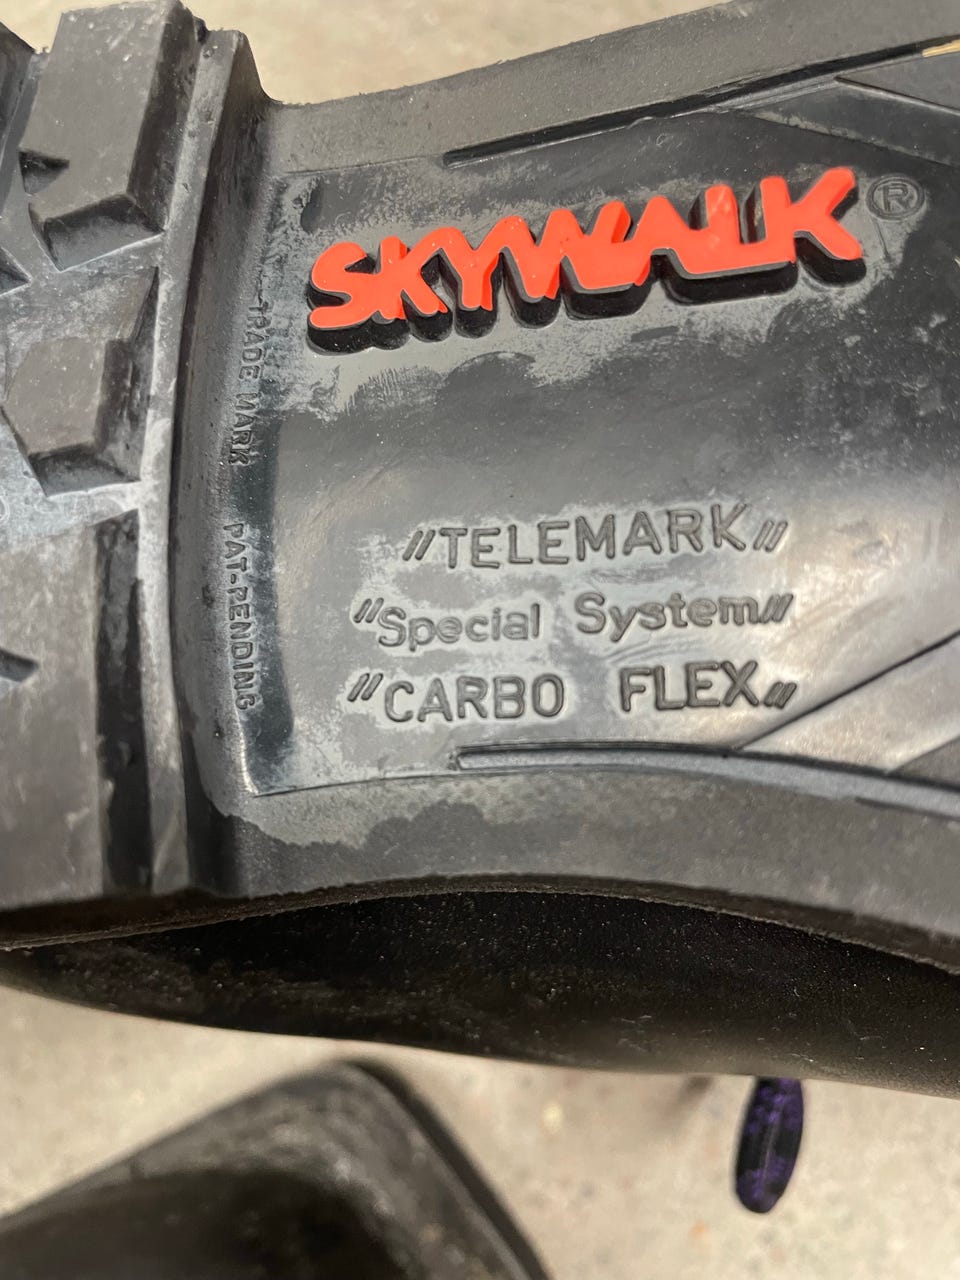 SKYWALK ®
TRADE MARK PAT-PENDING
"TELEMARK"
"Special System"
"CARBO FLEX"